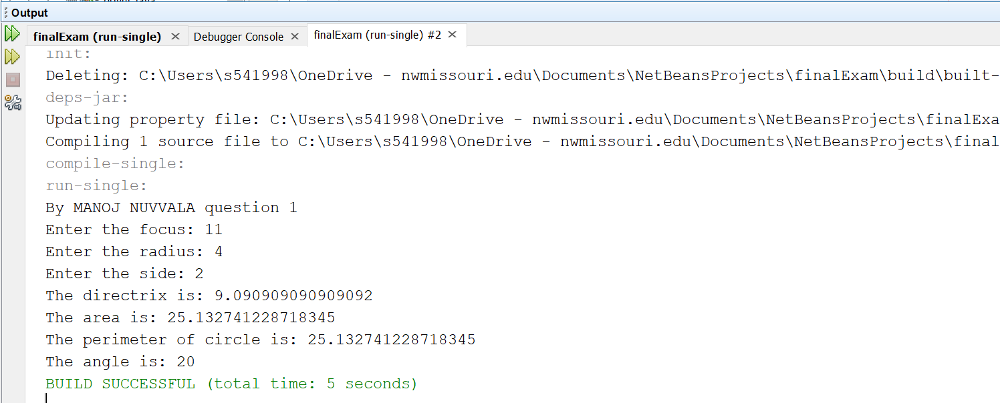 Output
finalExam (run-single) Debugger Console finalExam (run-single) #2
init:
Deleting: C:\Users\s541998\OneDrive - nwmissouri.edu\Documents\NetBeansProjects\finalExam\build\built-
deps-jar:
Updating property file: C:\Users\s541998\OneDrive - nwmissouri.edu\Documents\NetBeansProjects\finalExa
Compiling 1 source file to C:\Users\s541998\OneDrive - nwmissouri.edu\Documents\NetBeansProjects\final
compile-single:
run-single:
By MANOJ NUVVALA question 1
Enter the focus: 11
Enter the radius: 4
Enter the side: 2
The directrix is: 9.090909090909092
The area is: 25.132741228718345
The perimeter of circle is: 25.132741228718345
The angle is: 20
BUILD SUCCESSFUL (total time: 5 seconds)